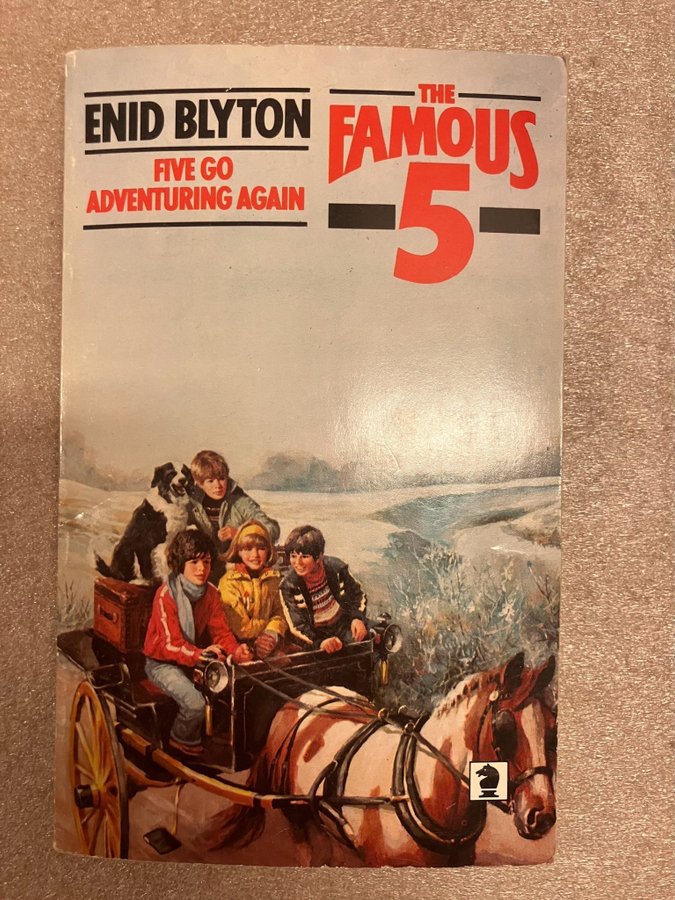 ENID BLYTON
FIVE GO
ADVENTURING AGAIN
THE
FAMOUS
5